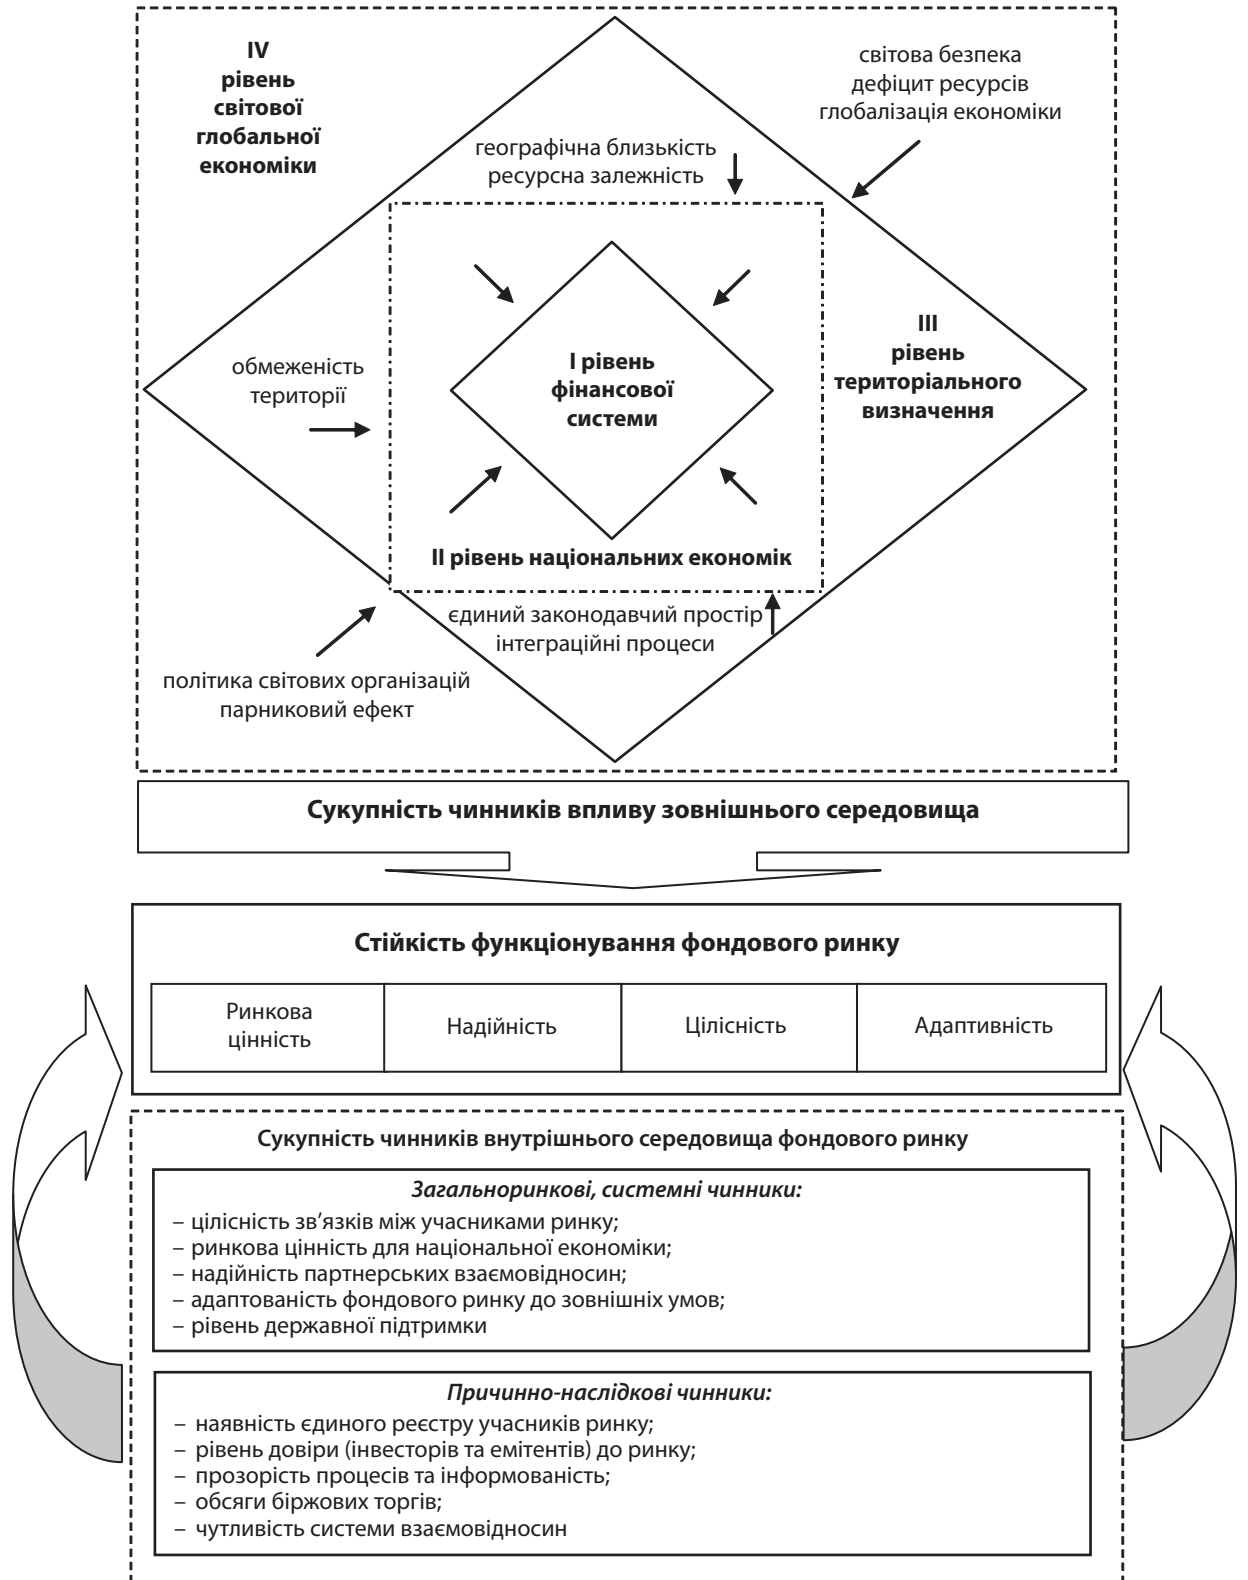 IV
рівень
світової
глобальної
економіки
світова безпека
дефіцит ресурсів
глобалізація економіки
географічна близькість
ресурсна залежність
обмеженість
території
I рівень
фінансової
системи
III
рівень
територіального
визначення
II рівень національних економік
єдиний законодавчий простір
інтеграційні процеси
політика світових організацій
парниковий ефект
Сукупність чинників впливу зовнішнього середовища
Стійкість функціонування фондового ринку
Ринкова
цінність
Надійність
Цілісність
Адаптивність
Сукупність чинників внутрішнього середовища фондового ринку
Загальноринкові, системні чинники:
– цілісність зв’язків між учасниками ринку;
– ринкова цінність для національної економіки;
– надійність партнерських взаємовідносин;
– адаптованість фондового ринку до зовнішніх умов;
– рівень державної підтримки
Причинно-наслідкові чинники:
– наявність єдиного реєстру учасників ринку;
– рівень довіри (інвесторів та емітентів) до ринку;
– прозорість процесів та інформованість;
– обсяги біржових торгів;
– чутливість системи взаємовідносин